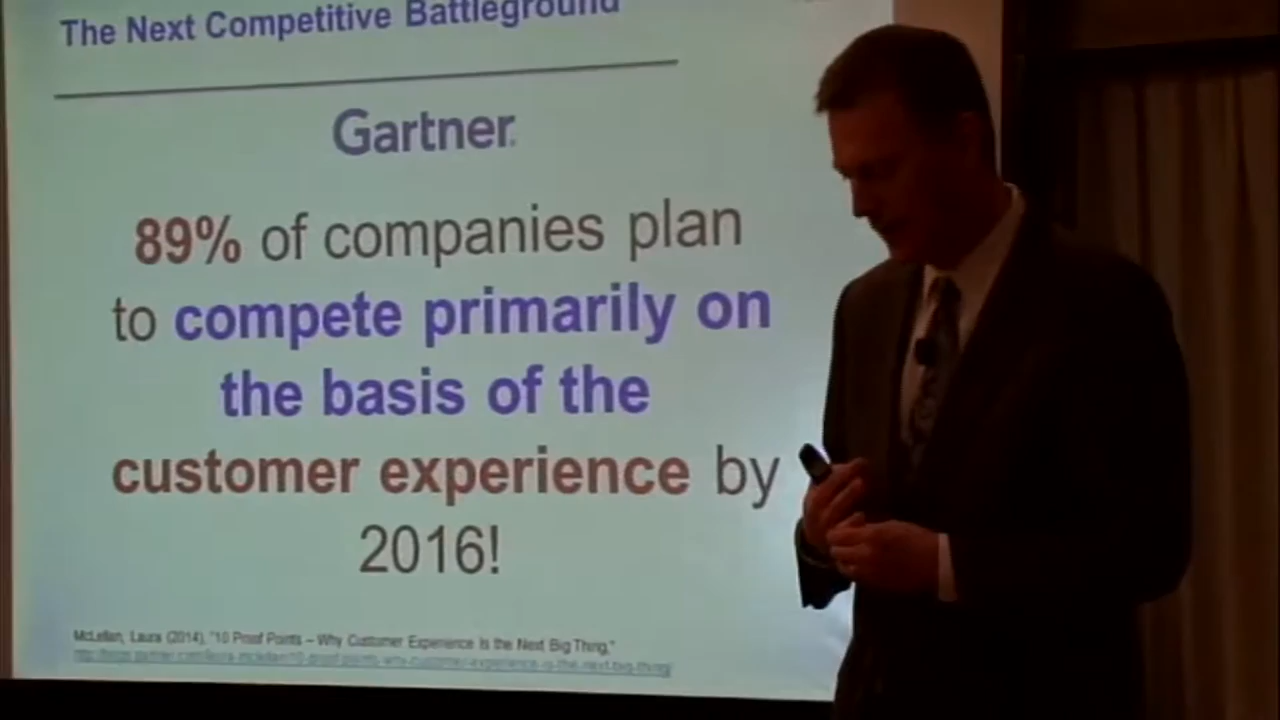 The Next Competitive Battleground
Gartner
89% of companies plan
to compete primarily on
the basis of the
customer experience by
2016!
McLellan, Laura (2014), "10 Proof Points – Why Customer Experience Is the Next Big Thing,"